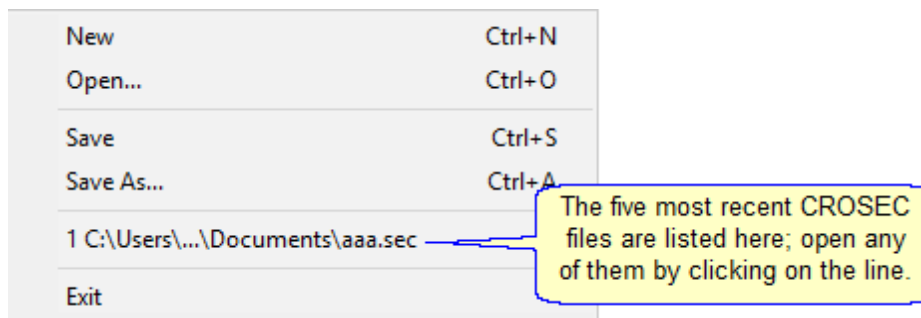 New Ctrl+N
Open... Ctrl+O
Save Ctrl+S
Save As... Ctrl+A
1 C:\Users\...\Documents\aaa.sec
The five most recent CROSEC
files are listed here; open any
of them by clicking on the line.
Exit